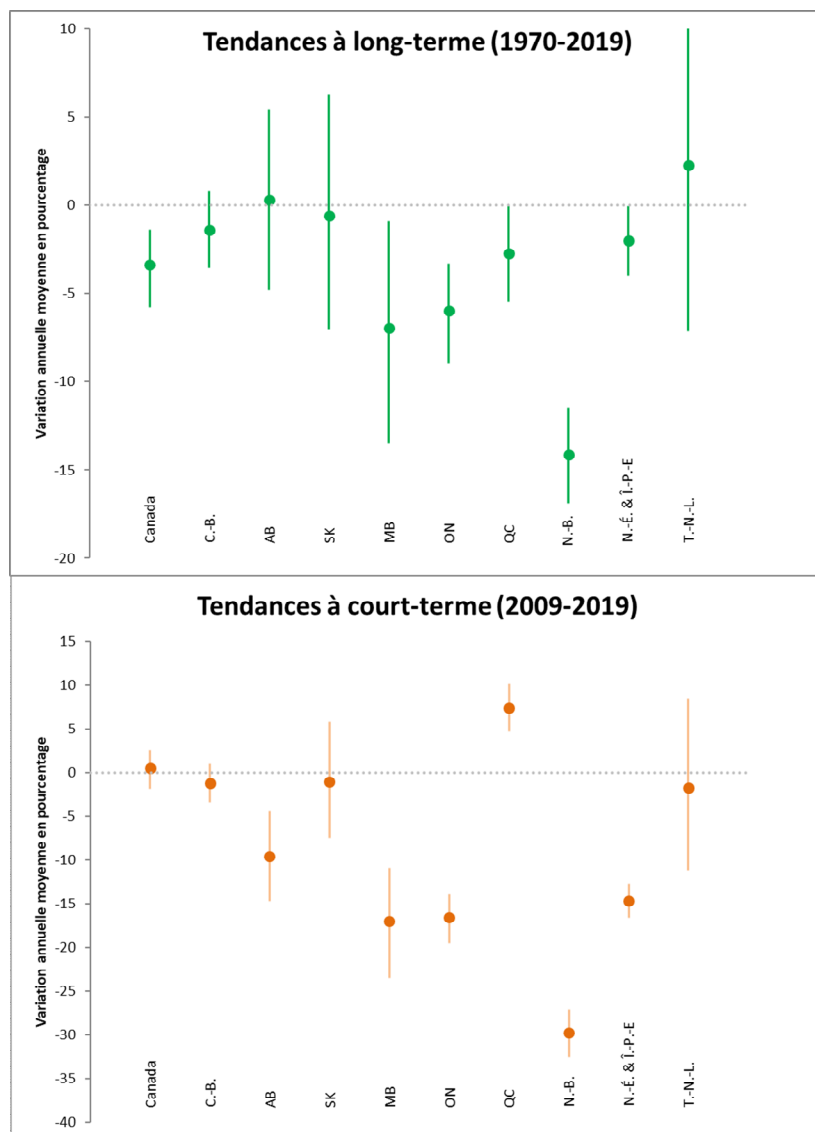 Tendances à long-terme (1970-2019)
Variation annuelle moyenne en pourcentage
10
5
0
-5
-10
-15
-20
Canada
C.-B.
AB
SK
MB
ON
QC
N.-B.
N.-É. & Î.-P.-E
T.-N.-L.
Tendances à court-terme (2009-2019)
Variation annuelle moyenne en pourcentage
15
10
5
0
-5
-10
-15
-20
-25
-30
-35
-40
Canada
C.-B.
AB
SK
MB
ON
QC
N.-B.
N.-É. & Î.-P.-E
T.-N.-L.